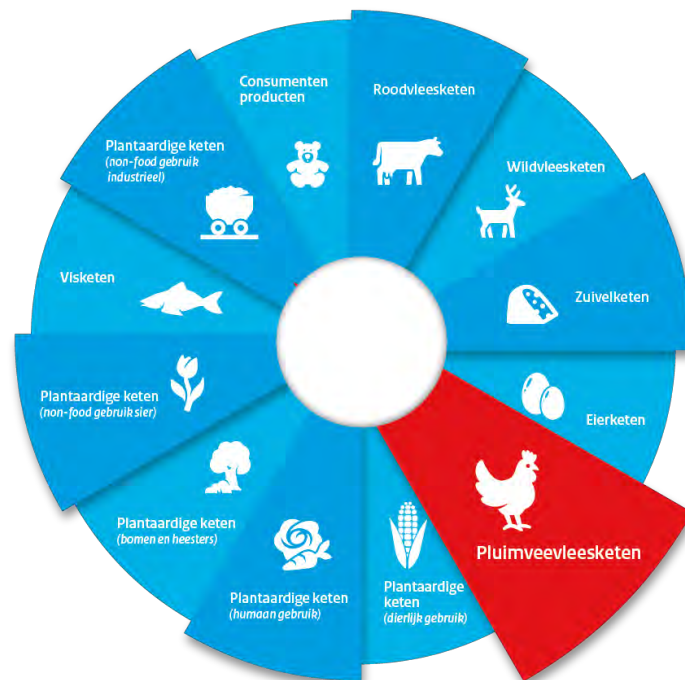 Consumenten
producten
Roodvleesketen
Wildvleesketen
Zuivelketen
Eierketen
Pluimveevleesketen
Plantaardige
keten
(dierlijk gebruik)
Plantaardige keten
(humaan gebruik)
Plantaardige keten
(bomen en heesters)
Plantaardige keten
(non-food gebruik sier)
Visketen
Plantaardige keten
(non-food gebruik
industrieel)